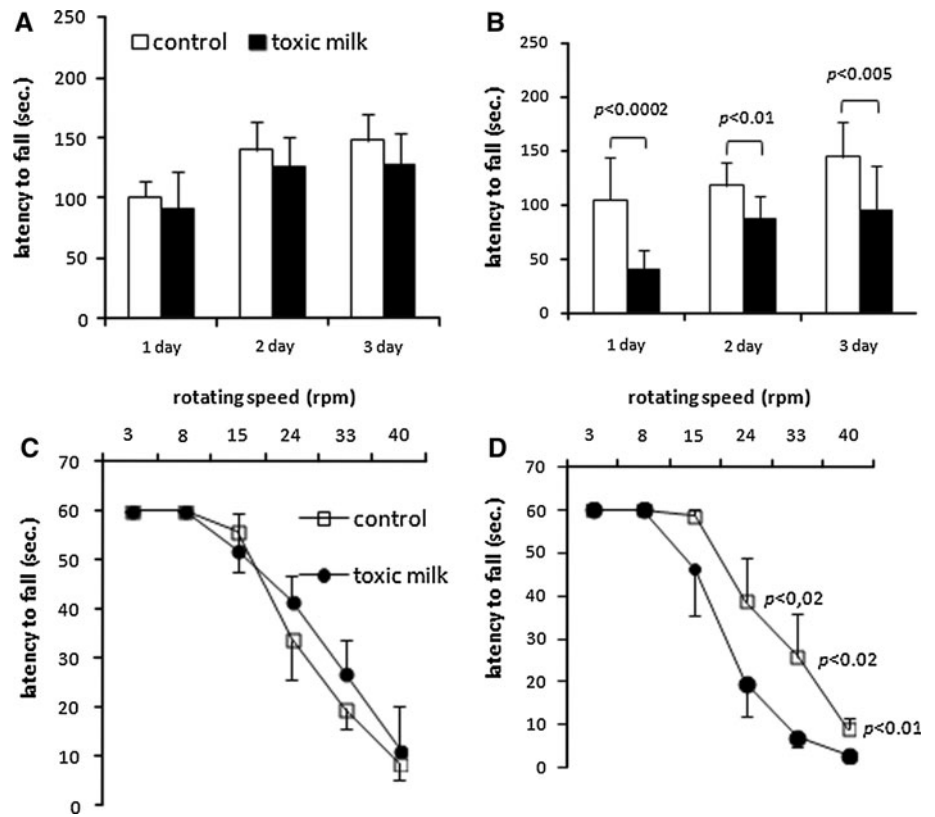 A
250
200
150
100
50
0
latency to fall (sec.)
control
toxic milk
1 day
2 day
3 day
B
250
200
150
100
50
0
latency to fall (sec.)
p<0.0002
p<0.01
p<0.005
1 day
2 day
3 day
rotating speed (rpm)
3 8 15 24 33 40
C
70
60
50
40
30
20
10
0
latency to fall (sec.)
control
toxic milk
rotating speed (rpm)
3 8 15 24 33 40
D
70
60
50
40
30
20
10
0
latency to fall (sec.)
p<0,02
p<0.02
p<0.01